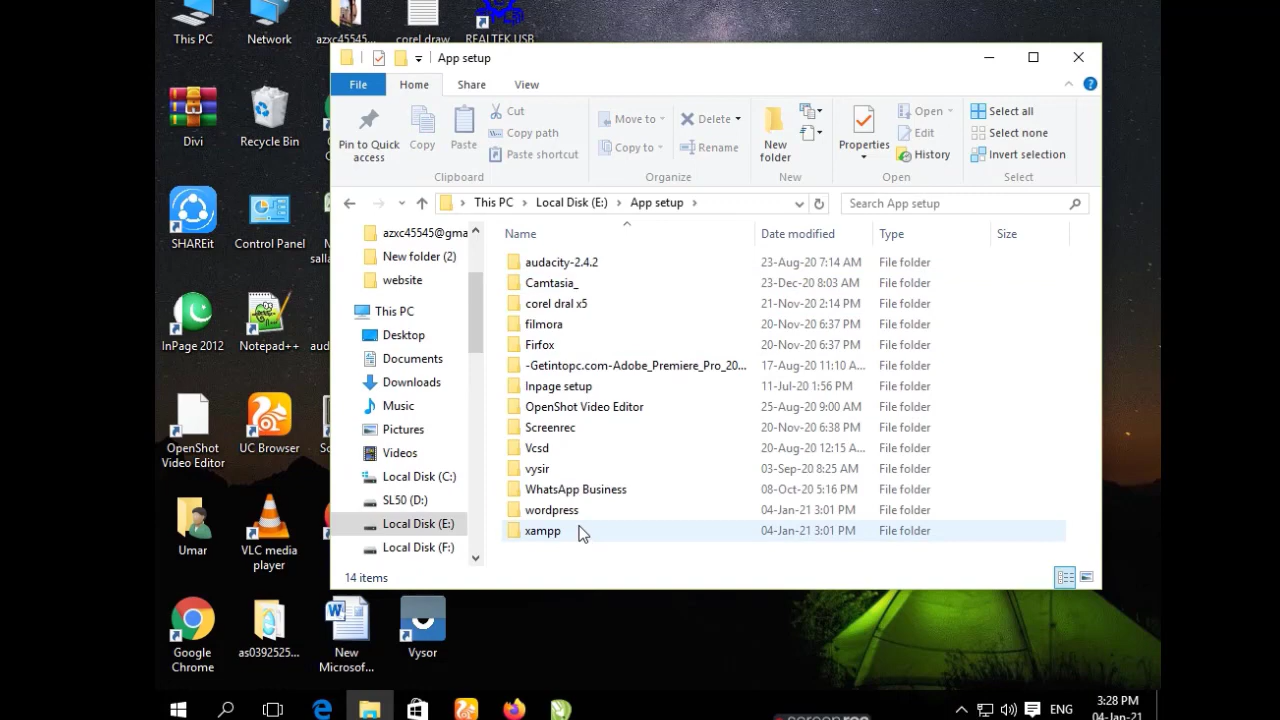 This PC
Network
azxc45545...
corel draw
REALTEK USB
App setup
File
Home
Share
View
Pin to Quick
access
Copy
Paste
Cut
Copy path
Paste shortcut
Clipboard
Move to
Copy to
Delete
Rename
Organize
New
folder
New
Properties
Open
Edit
History
Open
Select all
Select none
Invert selection
Select
This PC
Local Disk (E:)
App setup
Search App setup
Divi
Recycle Bin
SHAREit
Control Panel
InPage 2012
Notepad++
aud
OpenShot
Video Editor
UC Browser
Umar
VLC media
player
Google
Chrome
as0392525...
New
Microsof...
Vysor
azxc45545@gma
New folder (2)
website
This PC
Desktop
Documents
Downloads
Music
Pictures
Videos
Local Disk (C:)
SL50 (D:)
Local Disk (E:)
Local Disk (F:)
Name Date modified Type Size
audacity-2.4.2 23-Aug-20 7:14 AM File folder
Camtasia_ 23-Dec-20 8:03 AM File folder
corel dral x5 21-Nov-20 2:14 PM File folder
filmora 20-Nov-20 6:37 PM File folder
Firfox 20-Nov-20 6:37 PM File folder
-Getintopc.com-Adobe_Premiere_Pro_20... 17-Aug-20 11:10 A... File folder
Inpage setup 11-Jul-20 1:56 PM File folder
OpenShot Video Editor 25-Aug-20 9:00 AM File folder
Screenrec 20-Nov-20 6:38 PM File folder
Vcsd 20-Aug-20 12:15 A... File folder
vysir 03-Sep-20 8:25 AM File folder
WhatsApp Business 08-Oct-20 5:16 PM File folder
wordpress 04-Jan-21 3:01 PM File folder
xampp 04-Jan-21 3:01 PM File folder
14 items
ENG
3:28 PM
04-Jan-21